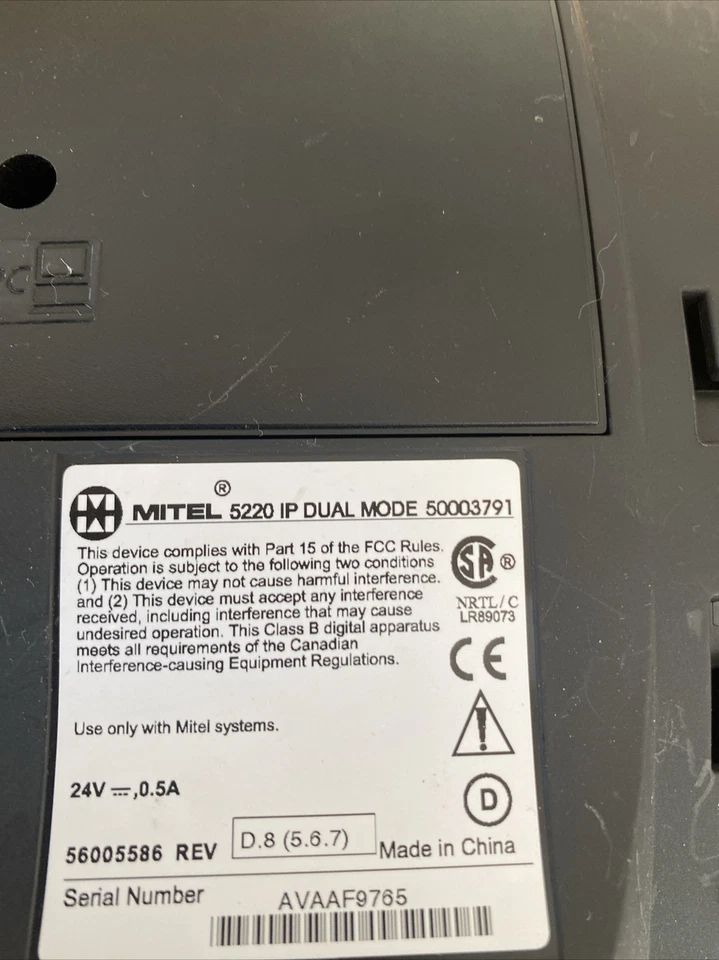 PC
® MITEL 5220 IP DUAL MODE 50003791
This device complies with Part 15 of the FCC Rules.
Operation is subject to the following two conditions
(1) This device may not cause harmful interference.
and (2) This device must accept any interference
received, including interference that may cause
undesired operation. This Class B digital apparatus
meets all requirements of the Canadian
Interference-causing Equipment Regulations.
SA ®
NRTL/C
LR89073
CE
Use only with Mitel systems.
24V ⎓,0.5A
D
56005586 REV D.8 (5.6.7) Made in China
Serial Number AVAAF9765